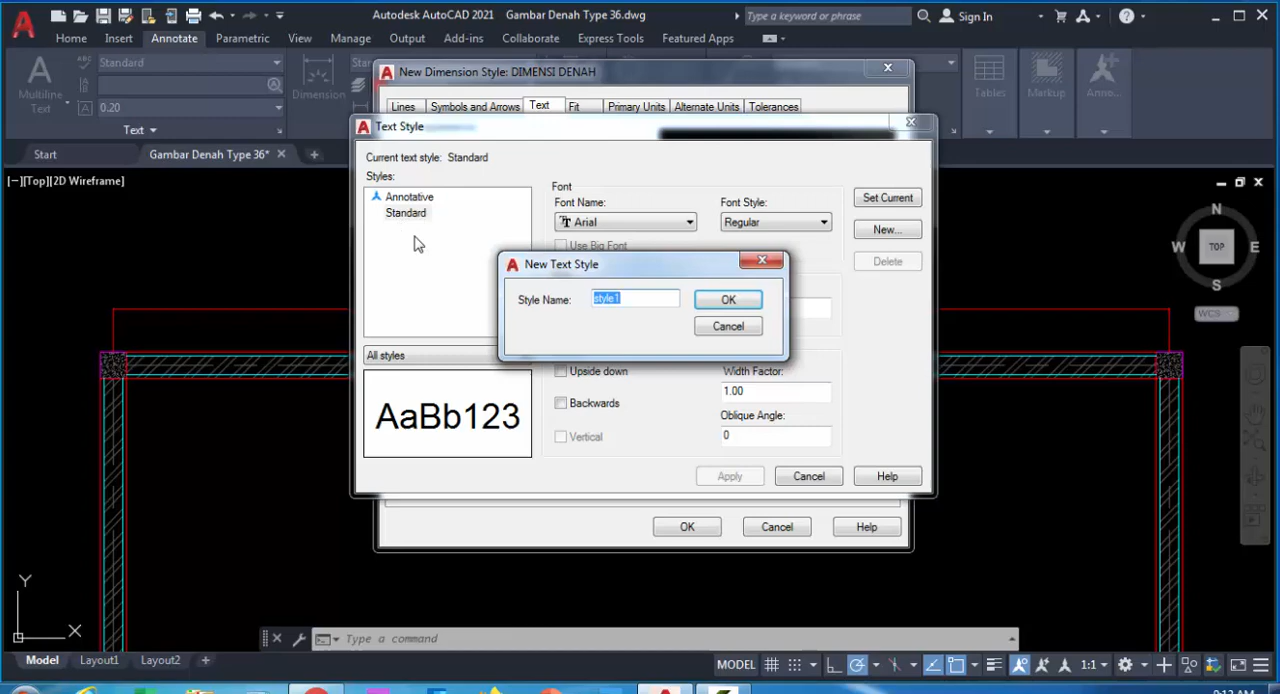 Autodesk AutoCAD 2021 Gambar Denah Type 36.dwg
Type a keyword or phrase
Sign In
Home Insert Annotate Parametric View Manage Output Add-ins Collaborate Express Tools Featured Apps
Multiline
Text
Standard
0.20
Text
Dimension
Tables
Markup
Anno...
New Dimension Style: DIMENSI DENAH
Lines Symbols and Arrows Text Fit Primary Units Alternate Units Tolerances
Start
Gambar Denah Type 36*
[−][Top][2D Wireframe]
Text Style
Current text style: Standard
Styles:
Annotative
Standard
Font
Font Name:
Arial
Use Big Font
Font Style:
Regular
Set Current
New...
Delete
New Text Style
Style Name:
style1
OK
Cancel
All styles
AaBb123
Upside down
Backwards
Vertical
Width Factor:
1.00
Oblique Angle:
0
Apply Cancel Help
OK Cancel Help
N
W TOP E
S
WCS
Y
X
Type a command
Model Layout1 Layout2 +
MODEL
1:1